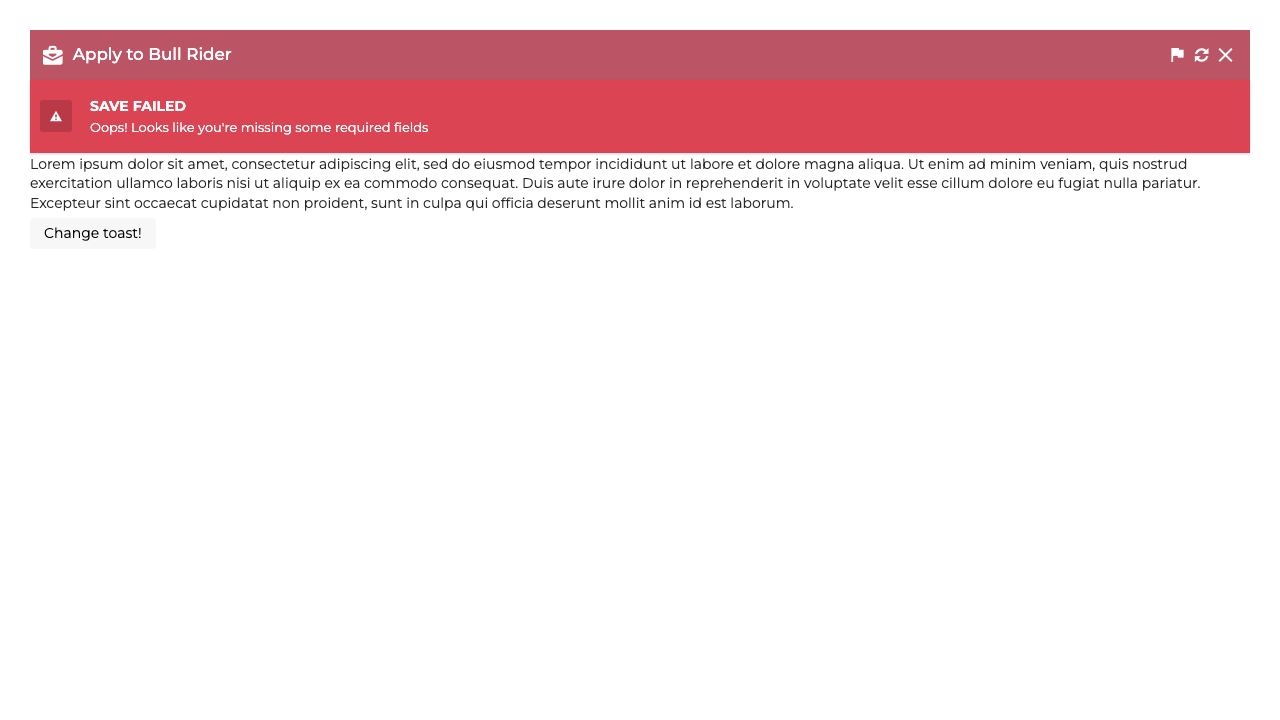 Apply to Bull Rider
SAVE FAILED
Oops! Looks like you're missing some required fields
Lorem ipsum dolor sit amet, consectetur adipiscing elit, sed do eiusmod tempor incididunt ut labore et dolore magna aliqua. Ut enim ad minim veniam, quis nostrud
exercitation ullamco laboris nisi ut aliquip ex ea commodo consequat. Duis aute irure dolor in reprehenderit in voluptate velit esse cillum dolore eu fugiat nulla pariatur.
Excepteur sint occaecat cupidatat non proident, sunt in culpa qui officia deserunt mollit anim id est laborum.
Change toast!